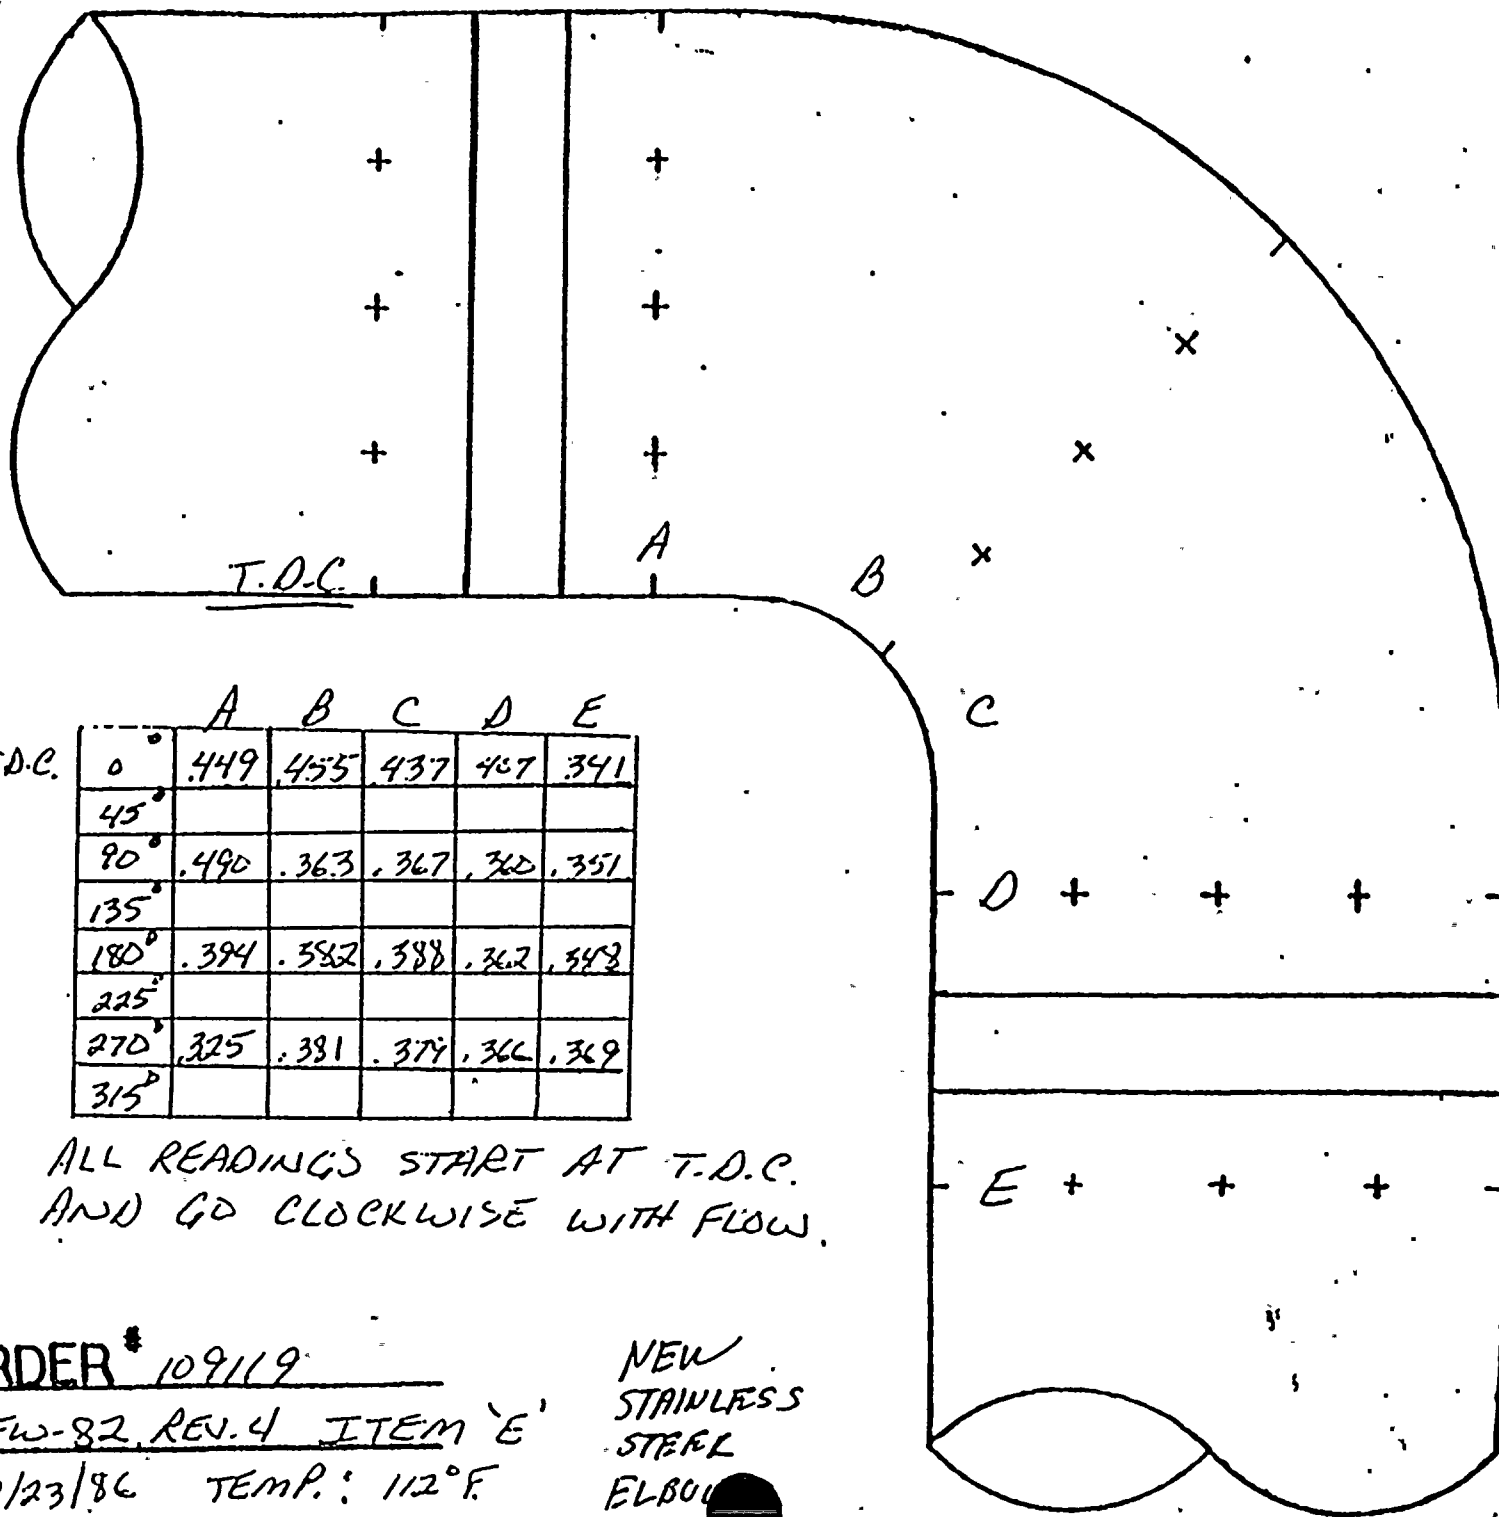 T.D.C.
A
B
C
D
E
A B C D E
D.C. 0° .449 .455 .437 .407 .341
45°
90° .490 .363 .367 .360 .351
135°
180° .394 .382 .388 .362 .348
225°
270° .325 .381 .379 .366 .369
315°
ALL READINGS START AT T.D.C.
AND GO CLOCKWISE WITH FLOW.
RDER # 109119
FW-82, REV. 4 ITEM 'E'
/23/86 TEMP.: 112°F.
NEW
STAINLESS
STEEL